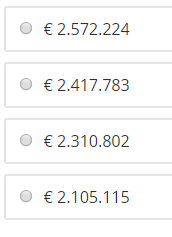 € 2.572.224
€ 2.417.783
€ 2.310.802
€ 2.105.115